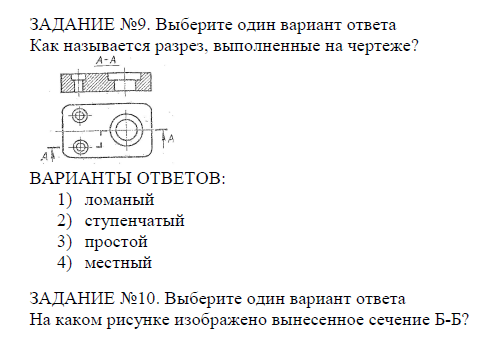 ЗАДАНИЕ №9. Выберите один вариант ответа
Как называется разрез, выполненные на чертеже?
А-А
А
А
ВАРИАНТЫ ОТВЕТОВ:
1) ломаный
2) ступенчатый
3) простой
4) местный
ЗАДАНИЕ №10. Выберите один вариант ответа
На каком рисунке изображено вынесенное сечение Б-Б?